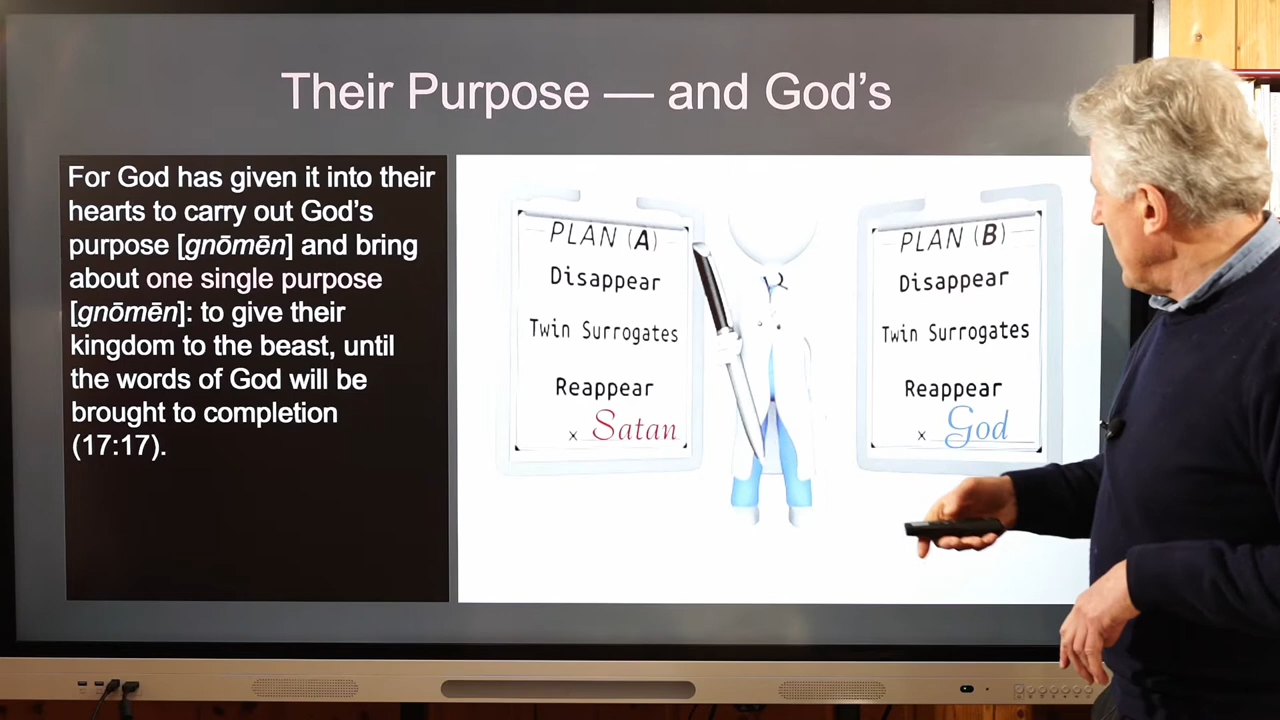 Their Purpose — and God’s
For God has given it into their
hearts to carry out God’s
purpose [gnōmēn] and bring
about one single purpose
[gnōmēn]: to give their
kingdom to the beast, until
the words of God will be
brought to completion
(17:17).
PLAN (A)
Disappear
Twin Surrogates
Reappear
x Satan
PLAN (B)
Disappear
Twin Surrogates
Reappear
x God